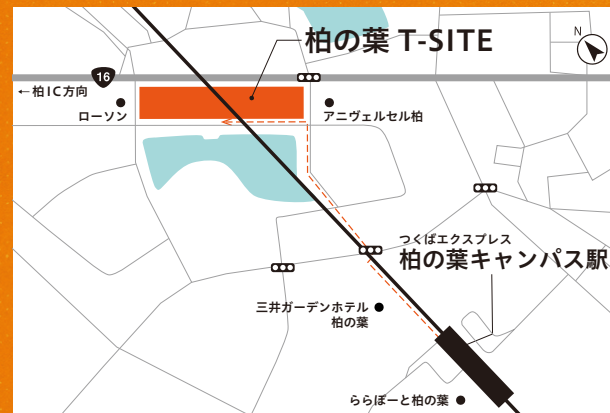 柏の葉 T-SITE
N
16
←柏IC方向
ローソン
アニヴェルセル柏
つくばエクスプレス
柏の葉キャンパス駅
三井ガーデンホテル
柏の葉
ららぽーと柏の葉